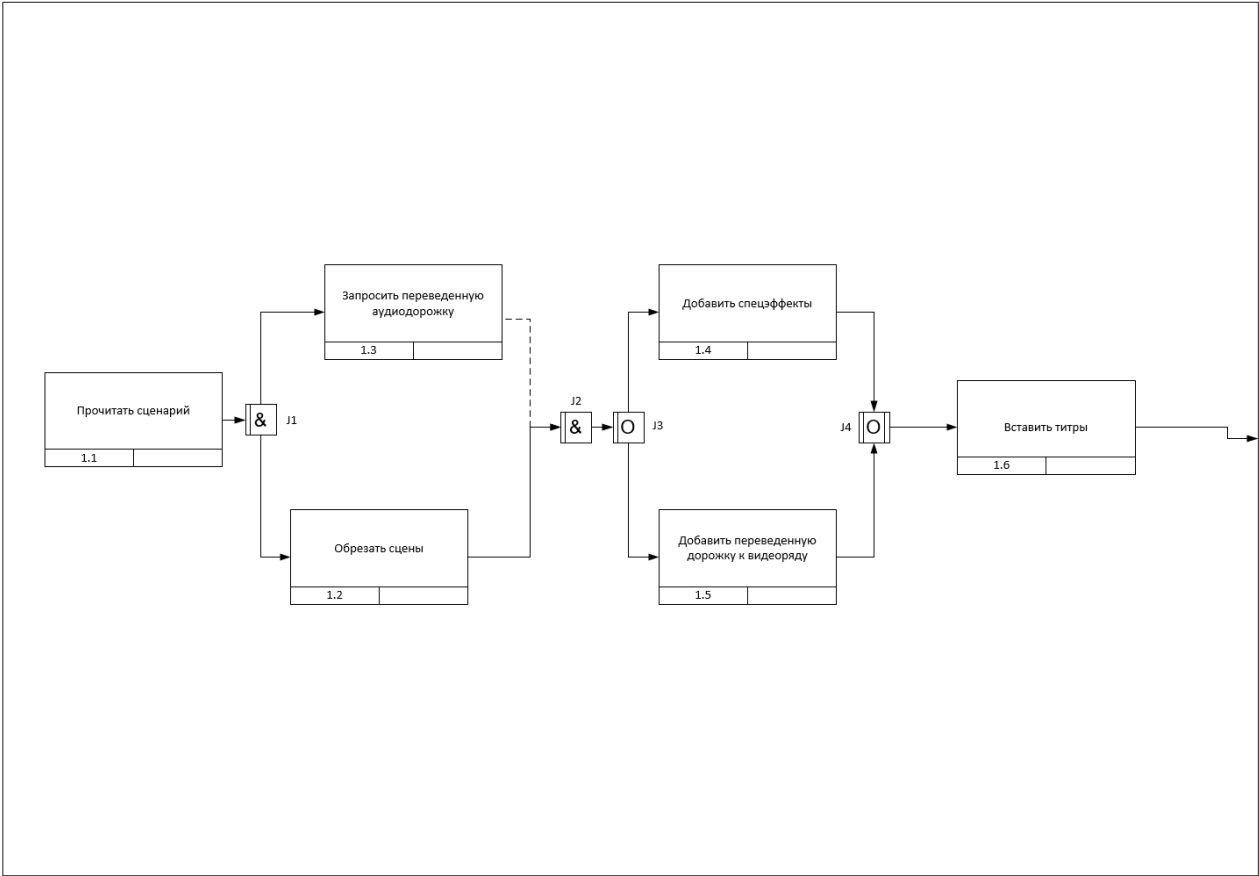 Запросить переведенную
аудиодорожку
1.3
Добавить спецэффекты
1.4
Прочитать сценарий
1.1
&
J1
J2
&
O
J3
J4
O
Вставить титры
1.6
Обрезать сцены
1.2
Добавить переведенную
дорожку к видеоряду
1.5